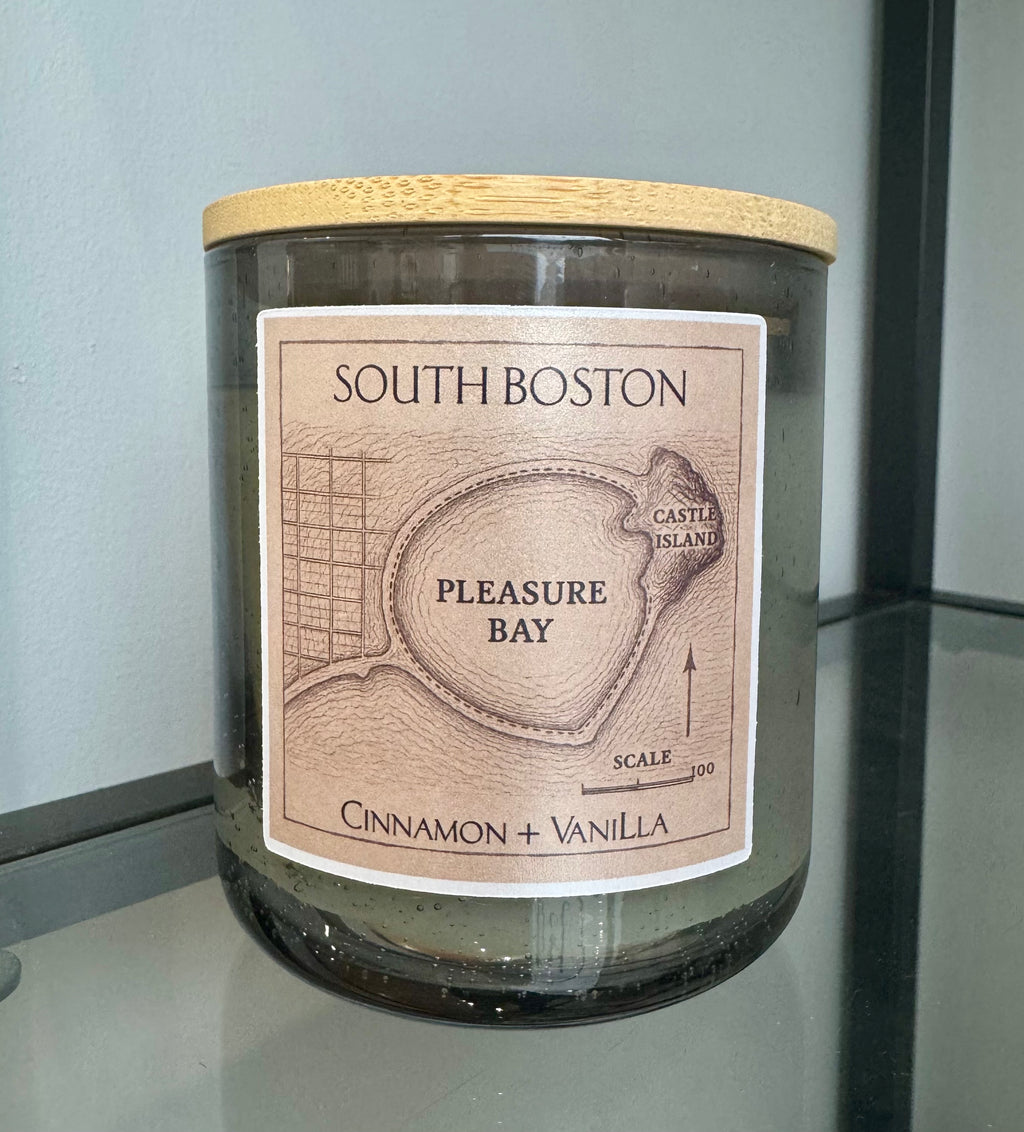 SOUTH BOSTON
CASTLE
ISLAND
PLEASURE
BAY
SCALE
100
CINNAMON + VANILLA